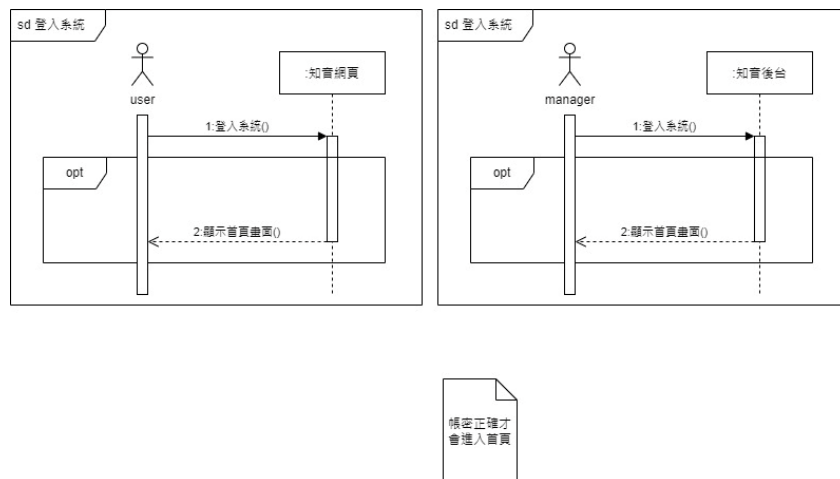 sd 登入系統
:知音網頁
user
1:登入系統()
opt
2:顯示首頁畫面()
sd 登入系統
:知音後台
manager
1:登入系統()
opt
2:顯示首頁畫面()
帳密正確才
會進入首頁